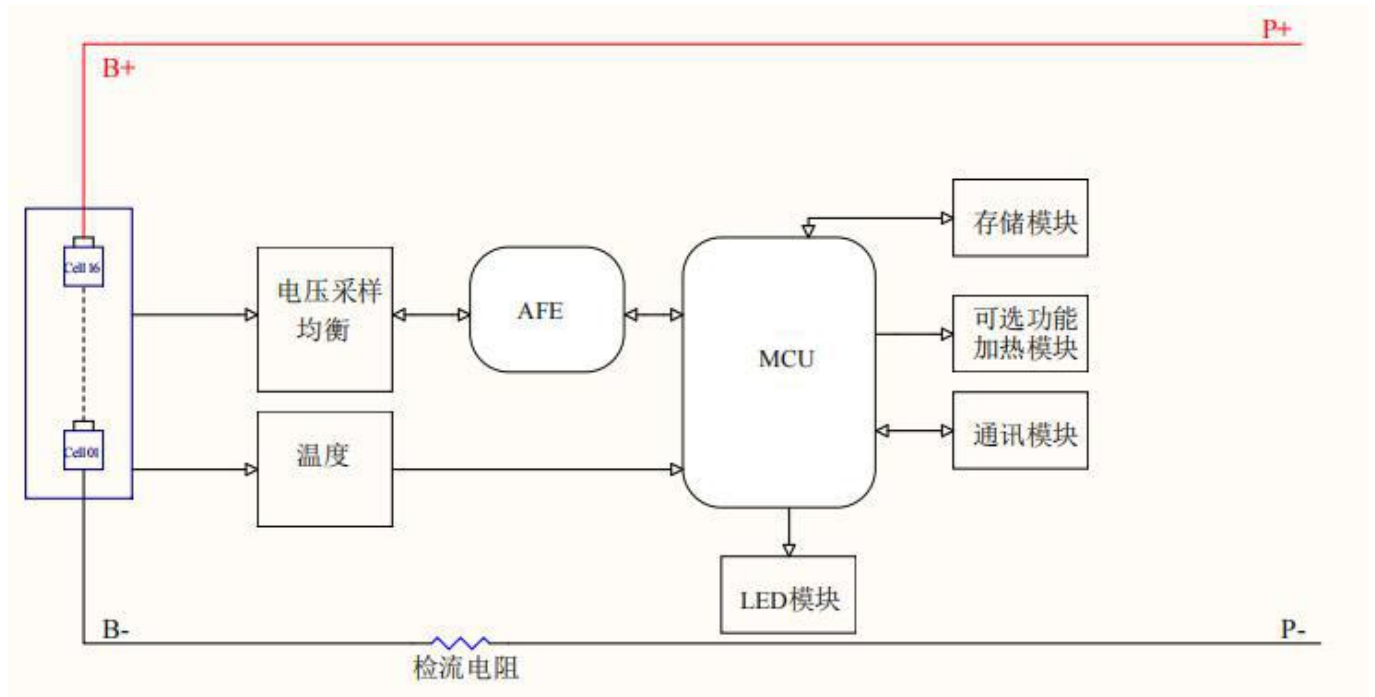 P+
B+
存储模块
Cell 16
电压采样
均衡
AFE
可选功能
加热模块
MCU
通讯模块
Cell 01
温度
LED模块
B-
P-
检流电阻